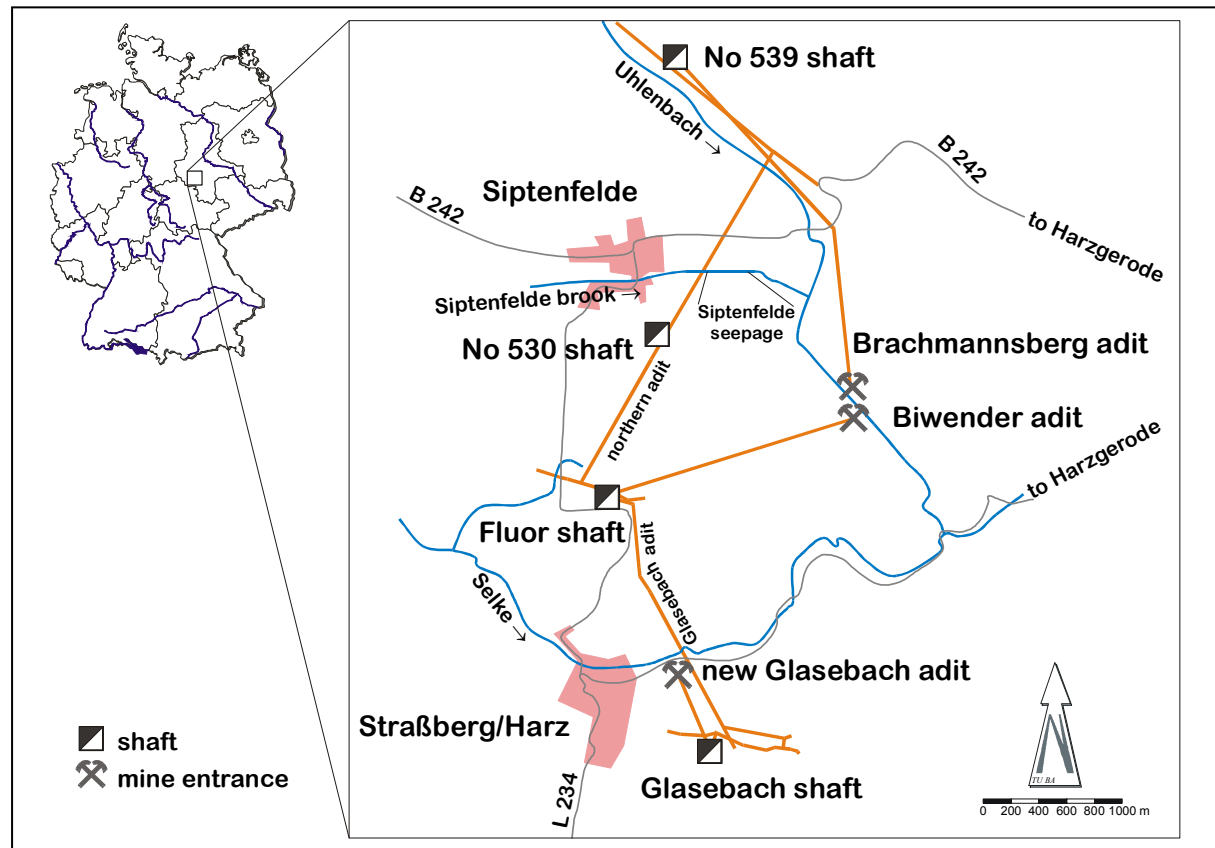 No 539 shaft
Uhlenbach →
B 242
to Harzgerode
Siptenfelde
B 242
Siptenfelde brook →
Siptenfelde
seepage
No 530 shaft
northern adit
Brachmannsberg adit
Biwender adit
to Harzgerode
Fluor shaft
Glasebach adit
Selke →
new Glasebach adit
Straßberg/Harz
shaft
mine entrance
Glasebach shaft
L 234
N
TU BA
0 200 400 600 800 1000 m